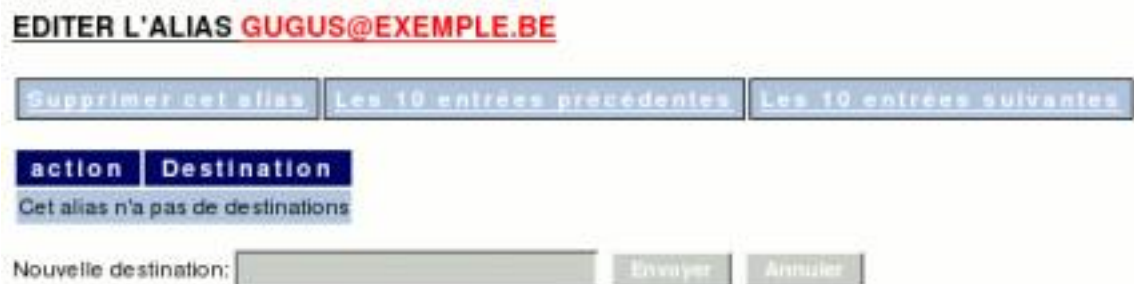 EDITER L'ALIAS GUGUS@EXEMPLE.BE
Supprimer cet alias Les 10 entrées précédentes Les 10 entrées suivantes
action Destination
Cet alias n'a pas de destinations
Nouvelle destination: Envoyer Annuler